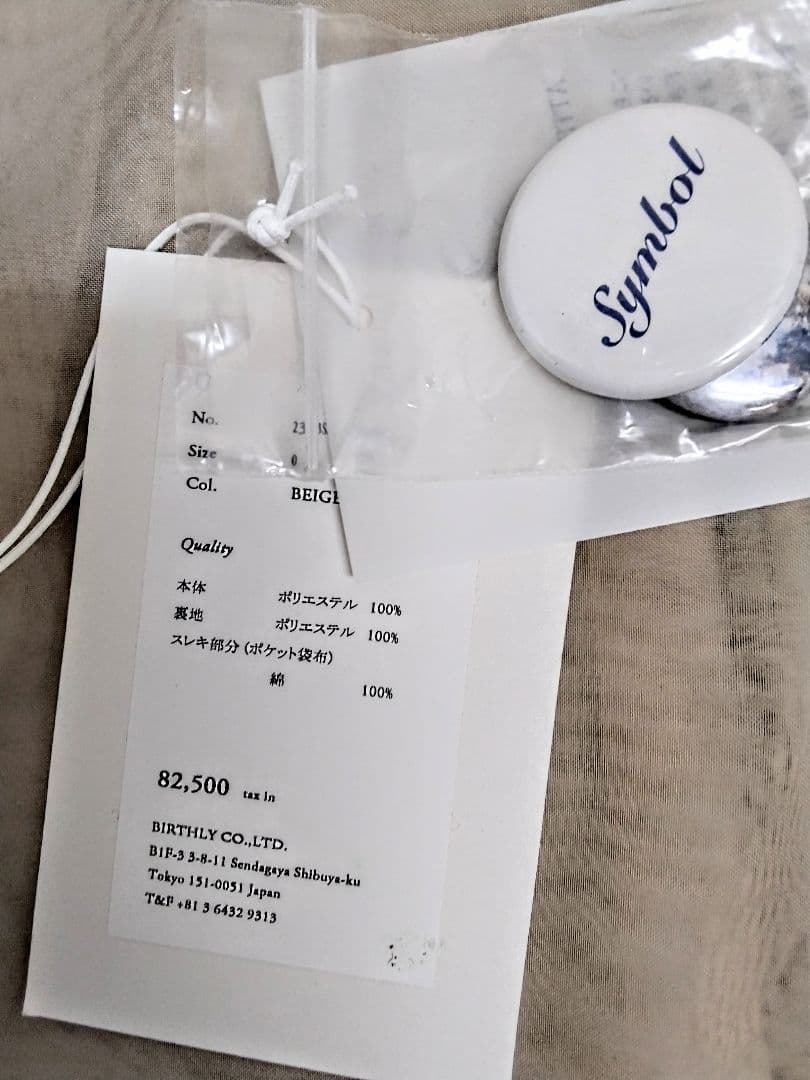 Symbol
No.
Size 0
Col. BEIGE
Quality
本体 ポリエステル 100%
裏地 ポリエステル 100%
スレキ部分（ポケット袋布）
綿 100%
82,500 tax in
BIRTHLY CO.,LTD.
B1F-3 3-8-11 Sendagaya Shibuya-ku
Tokyo 151-0051 Japan
T&F +81 3 6432 9313